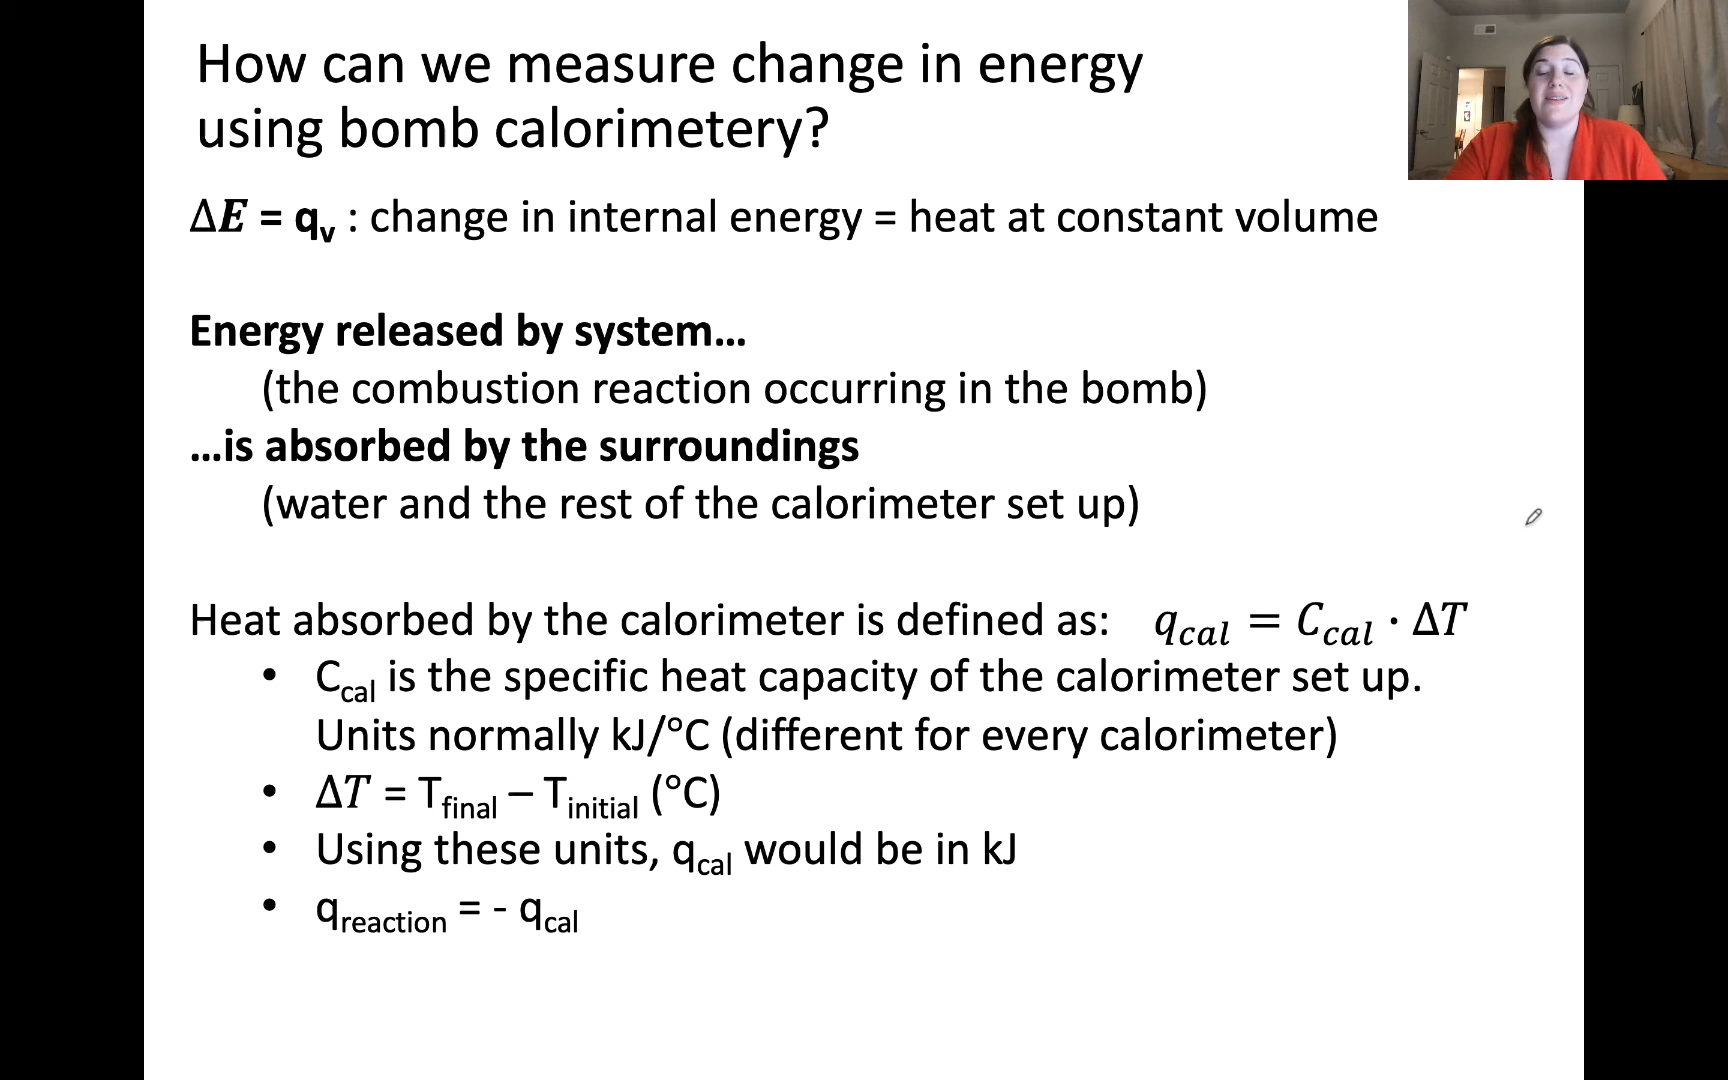 How can we measure change in energy
using bomb calorimetery?
Δ𝑬 = qᵥ : change in internal energy = heat at constant volume
Energy released by system…
(the combustion reaction occurring in the bomb)
…is absorbed by the surroundings
(water and the rest of the calorimeter set up)
Heat absorbed by the calorimeter is defined as: q_cal = C_cal · ΔT
• C_cal is the specific heat capacity of the calorimeter set up.
Units normally kJ/°C (different for every calorimeter)
• ΔT = T_final – T_initial (°C)
• Using these units, q_cal would be in kJ
• q_reaction = - q_cal